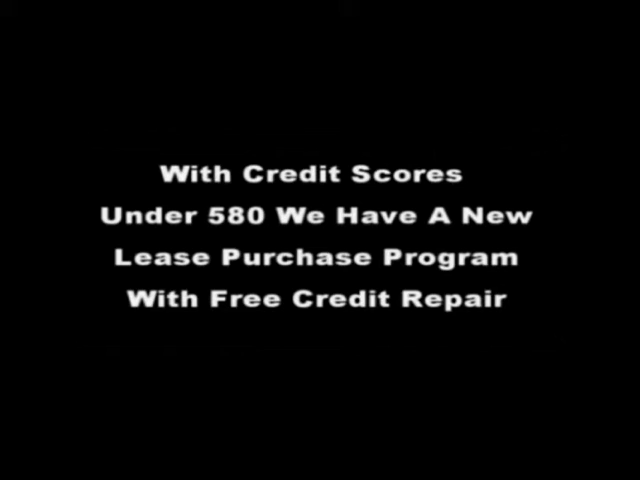 With Credit Scores
Under 580 We Have A New
Lease Purchase Program
With Free Credit Repair